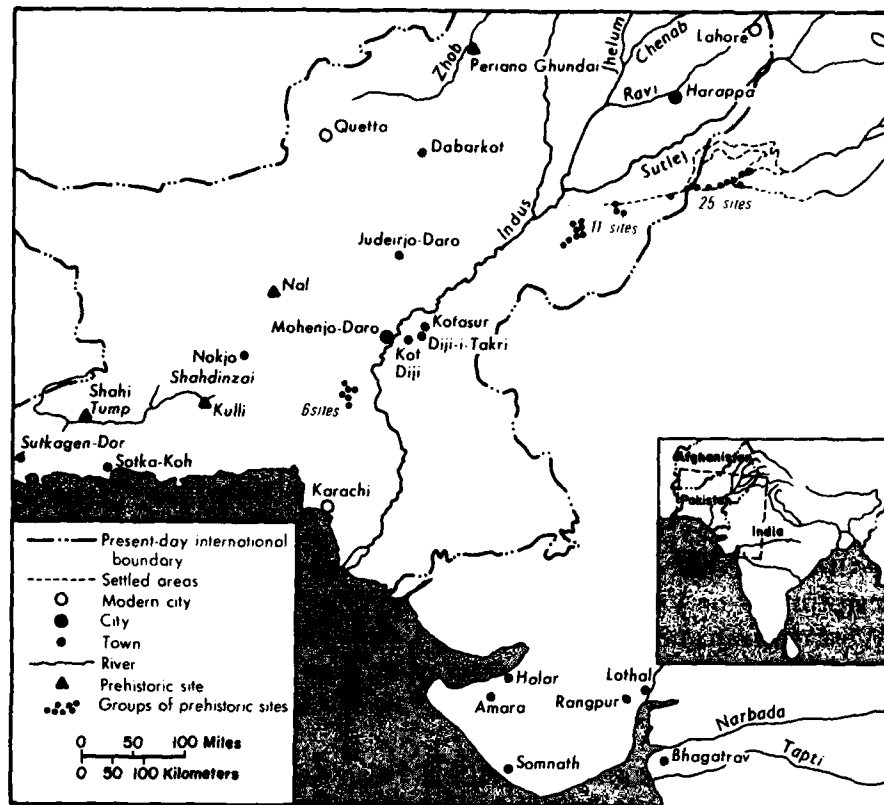 Zhob
Periano Ghundai
Jhelum
Chenab
Lahore
Ravi
Harappa
Quetta
Dabarkot
Sutlej
Indus
25 sites
11 sites
Judeirjo-Daro
Nal
Kotasur
Mohenjo-Daro
Diji-i-Takri
Kot
Diji
Nokjo
Shahdinzai
Shahi
Tump
Kulli
6 sites
Sutkagen-Dor
Sotka-Koh
Karachi
Afghanistan
Pakistan
India
Present-day international
boundary
Settled areas
Modern city
City
Town
River
Prehistoric site
Groups of prehistoric sites
0 50 100 Miles
0 50 100 Kilometers
Halar
Amara
Lothal
Rangpur
Narbada
Bhagatrav
Tapti
Somnath